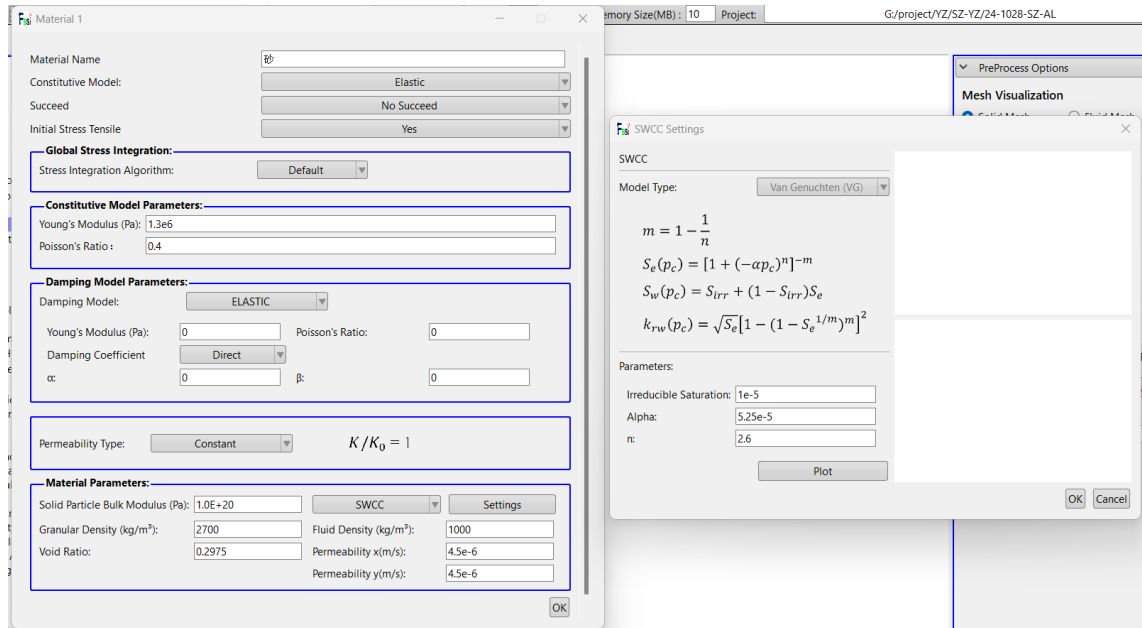 Material 1
emory Size(MB) : 10 Project: G:/project/YZ/SZ-YZ/24-1028-SZ-AL
Material Name 砂
Constitutive Model: Elastic
Succeed No Succeed
Initial Stress Tensile Yes
Global Stress Integration:
Stress Integration Algorithm: Default
Constitutive Model Parameters:
Young's Modulus (Pa): 1.3e6
Poisson's Ratio : 0.4
Damping Model Parameters:
Damping Model: ELASTIC
Young's Modulus (Pa): 0 Poisson's Ratio: 0
Damping Coefficient Direct
α: 0 β: 0
Permeability Type: Constant K/K₀ = 1
Material Parameters:
Solid Particle Bulk Modulus (Pa): 1.0E+20 SWCC Settings
Granular Density (kg/m³): 2700 Fluid Density (kg/m³): 1000
Void Ratio: 0.2975 Permeability x(m/s): 4.5e-6
Permeability y(m/s): 4.5e-6
OK
PreProcess Options
Mesh Visualization
SWCC Settings
SWCC
Model Type: Van Genuchten (VG)
m = 1 − 1/n
Sₑ(p_c) = [1 + (−αp_c)ⁿ]⁻ᵐ
S_w(p_c) = S_irr + (1 − S_irr)Sₑ
k_rw(p_c) = √Sₑ[1 − (1 − Sₑ^{1/m})^m]²
Parameters:
Irreducible Saturation: 1e-5
Alpha: 5.25e-5
n: 2.6
Plot
OK Cancel